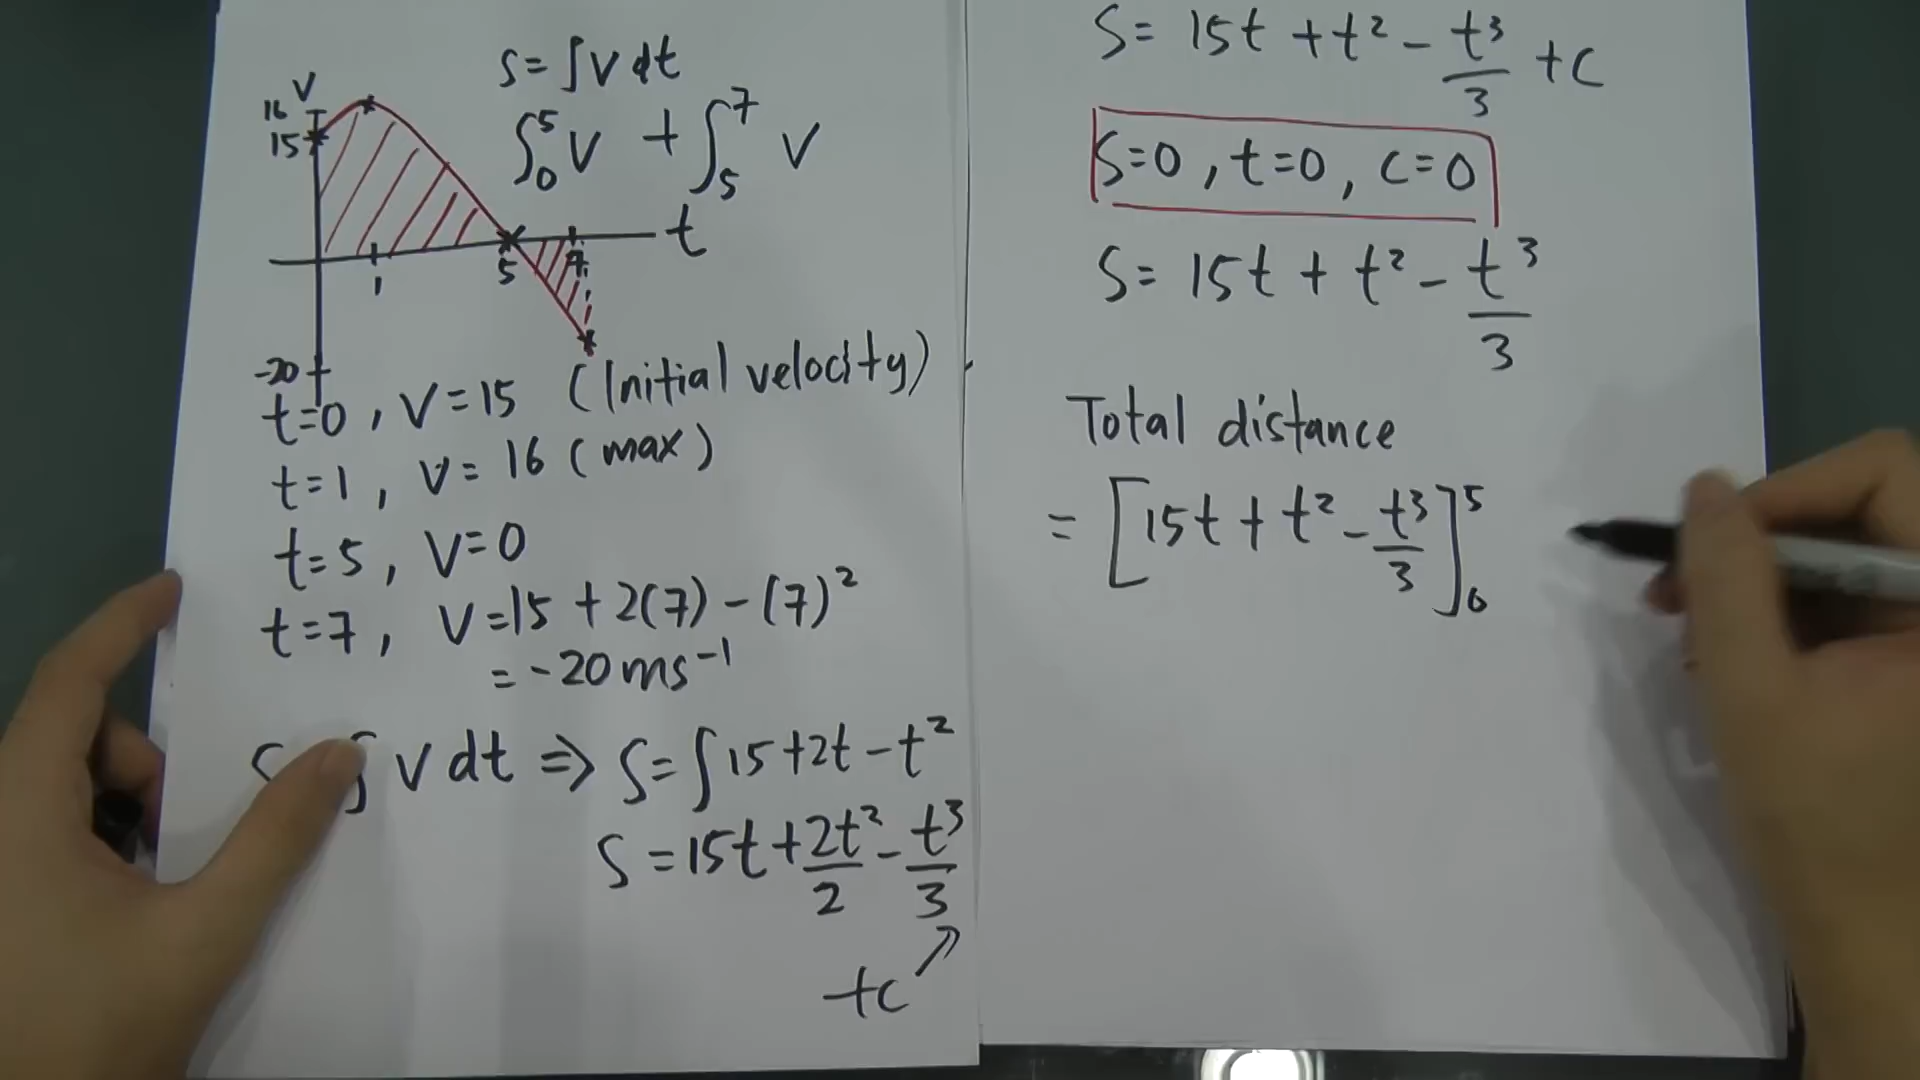 S = ∫v dt
∫₀⁵ v + ∫₅⁷ v
v
16
15
t
1
5
7
-20
t=0, v=15 (Initial velocity)
t=1, v=16 (max)
t=5, v=0
t=7, v=15 + 2(7) - (7)²
= -20 ms⁻¹
S ∫ v dt ⇒ S=∫15+2t-t²
S = 15t + 2t²/2 - t³/3
+c
S= 15t + t² - t³/3 + c
S=0, t=0, c=0
S= 15t + t² - t³/3
Total distance
= [15t + t² - t³/3]₀⁵